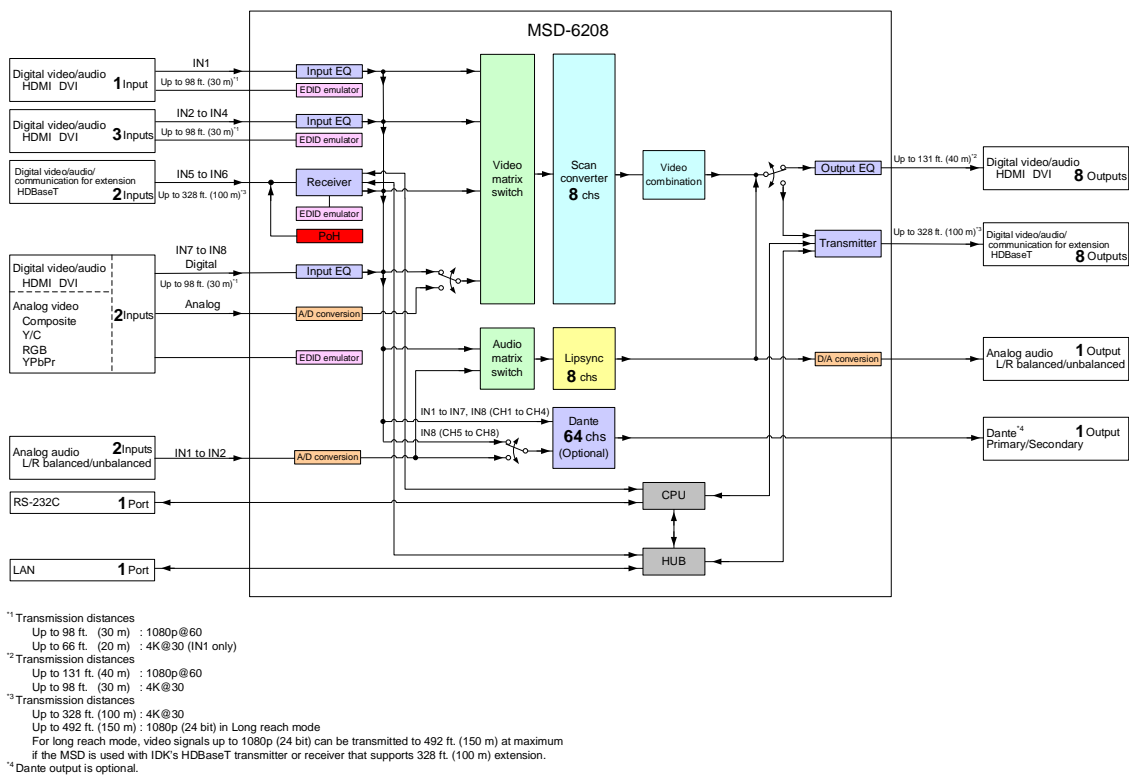 MSD-6208
Digital video/audio
HDMI DVI
1 Input
IN1
Up to 98 ft. (30 m)*1
Input EQ
EDID emulator
Digital video/audio
HDMI DVI
3 Inputs
IN2 to IN4
Up to 98 ft. (30 m)*1
Input EQ
EDID emulator
Digital video/audio/
communication for extension
HDBaseT
2 Inputs
IN5 to IN6
Up to 328 ft. (100 m)*3
Receiver
EDID emulator
PoH
Digital video/audio
HDMI DVI
Analog video
Composite
Y/C
RGB
YPbPr
2 Inputs
IN7 to IN8
Digital
Up to 98 ft. (30 m)*1
Analog
Input EQ
A/D conversion
EDID emulator
Video
matrix
switch
Scan
converter
8 chs
Video
combination
Output EQ
Up to 131 ft. (40 m)*2
Digital video/audio
HDMI DVI
8 Outputs
Transmitter
Up to 328 ft. (100 m)*3
Digital video/audio/
communication for extension
HDBaseT
8 Outputs
Audio
matrix
switch
Lipsync
8 chs
D/A conversion
Analog audio
1 Output
L/R balanced/unbalanced
IN1 to IN7, IN8 (CH1 to CH4)
IN8 (CH5 to CH8)
Dante
64 chs
(Optional)
Dante*4
1 Output
Primary/Secondary
Analog audio
2 Inputs
L/R balanced/unbalanced
IN1 to IN2
A/D conversion
RS-232C
1 Port
CPU
LAN
1 Port
HUB
*1 Transmission distances
Up to 98 ft. (30 m) : 1080p@60
Up to 66 ft. (20 m) : 4K@30 (IN1 only)
*2 Transmission distances
Up to 131 ft. (40 m) : 1080p@60
Up to 98 ft. (30 m) : 4K@30
*3 Transmission distances
Up to 328 ft. (100 m) : 4K@30
Up to 492 ft. (150 m) : 1080p (24 bit) in Long reach mode
For long reach mode, video signals up to 1080p (24 bit) can be transmitted to 492 ft. (150 m) at maximum
if the MSD is used with IDK's HDBaseT transmitter or receiver that supports 328 ft. (100 m) extension.
*4 Dante output is optional.